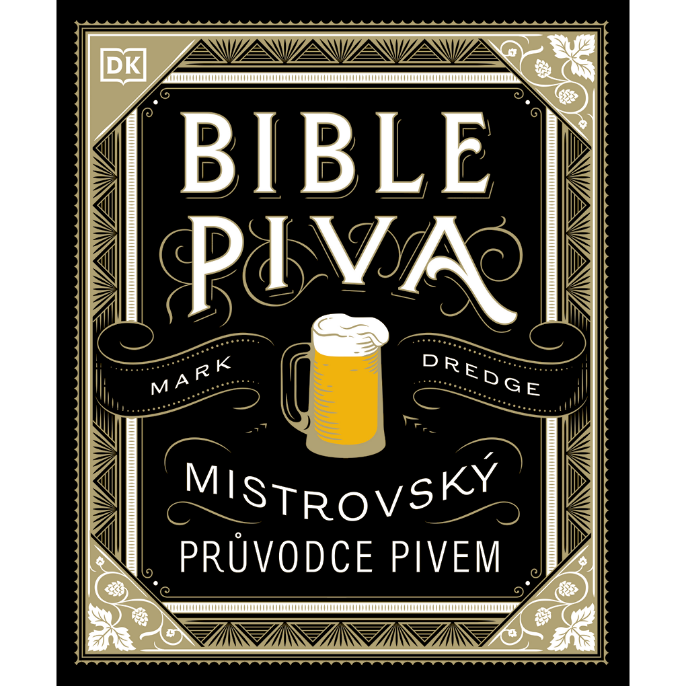 DK
BIBLE
PIVA
MARK DREDGE
MISTROVSKÝ
PRŮVODCE PIVEM